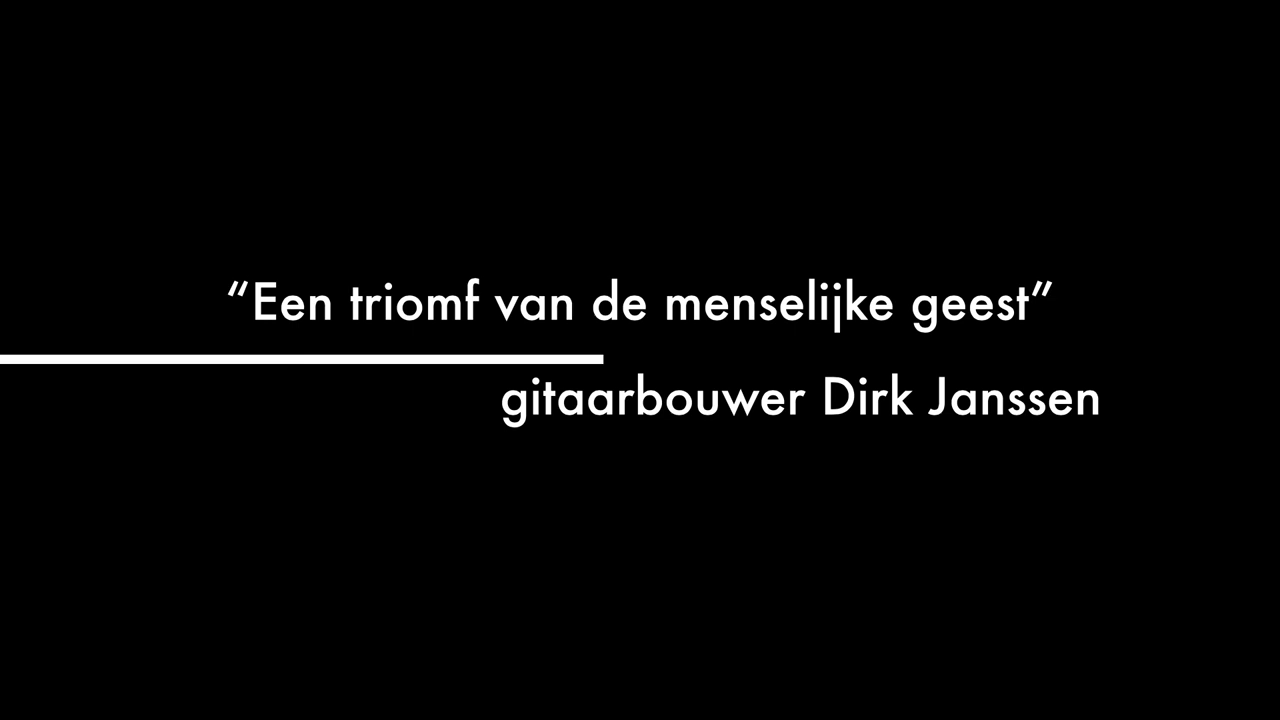 “Een triomf van de menselijke geest”
gitaarbouwer Dirk Janssen